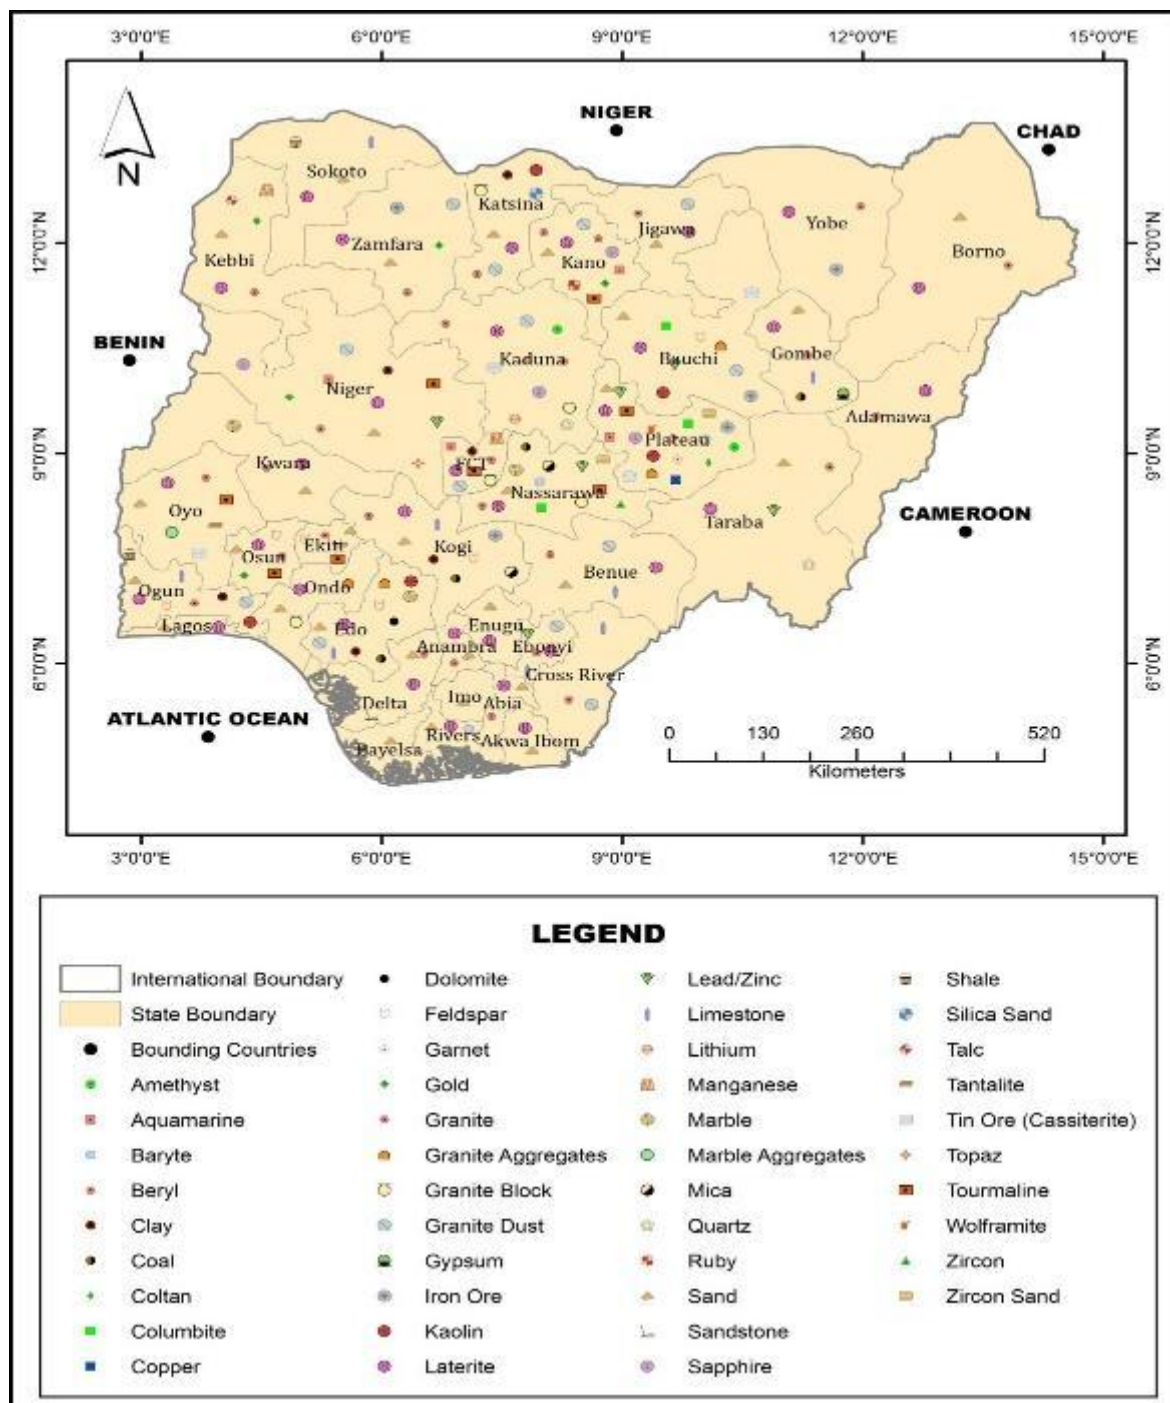 3°0'0"E 6°0'0"E 9°0'0"E 12°0'0"E 15°0'0"E
NIGER
CHAD
N
Sokoto
Katsina
Jigawa
Yobe
12°0'0"N 12°0'0"N
Zamfara
Kebbi
Kano
Borno
BENIN
Kaduna
Bauchi
Gombe
Niger
Adamawa
Plateau
9°0'0"N 9°0'0"N
Kwara
FCT
Nassarawa
Oyo
Taraba
CAMEROON
Kogi
Ekiti
Osun
Benue
Ogun
Ondo
Lagos
Edo
Enugu
Anambra
Ebonyi
6°0'0"N 6°0'0"N
Cross River
Delta
Imo
Abia
ATLANTIC OCEAN
Rivers
Akwa Ibom
Bayelsa
0 130 260 520
Kilometers
3°0'0"E 6°0'0"E 9°0'0"E 12°0'0"E 15°0'0"E
LEGEND
International Boundary
State Boundary
Bounding Countries
Amethyst
Aquamarine
Baryte
Beryl
Clay
Coal
Coltan
Columbite
Copper
Dolomite
Feldspar
Garnet
Gold
Granite
Granite Aggregates
Granite Block
Granite Dust
Gypsum
Iron Ore
Kaolin
Laterite
Lead/Zinc
Limestone
Lithium
Manganese
Marble
Marble Aggregates
Mica
Quartz
Ruby
Sand
Sandstone
Sapphire
Shale
Silica Sand
Talc
Tantalite
Tin Ore (Cassiterite)
Topaz
Tourmaline
Wolframite
Zircon
Zircon Sand